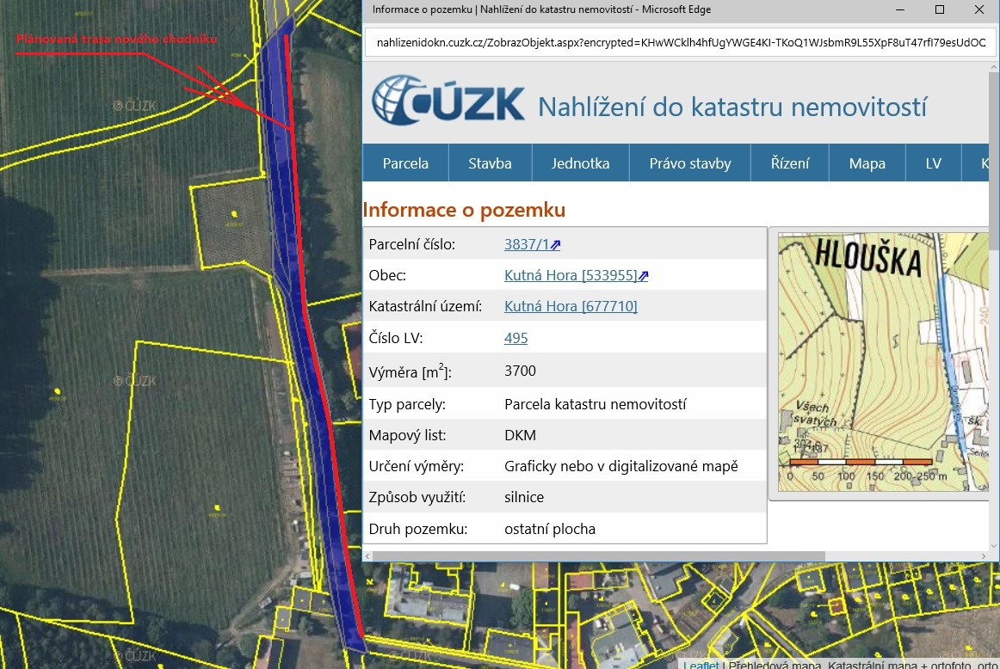 Informace o pozemku | Nahlížení do katastru nemovitostí - Microsoft Edge
nahlizenidokn.cuzk.cz/ZobrazObjekt.aspx?encrypted=KHwWCklh4hfUgYWGE4KI-TKoQ1WJsbmR9L55XpF8uT47rfI79esUdOC
Plánovaná trasa nového chodníku
ČÚZK Nahlížení do katastru nemovitostí
© ČÚZK
Parcela Stavba Jednotka Právo stavby Řízení Mapa LV K
Informace o pozemku
Parcelní číslo: 3837/1
Obec: Kutná Hora [533955]
Katastrální území: Kutná Hora [677710]
Číslo LV: 495
Výměra [m2]: 3700
Typ parcely: Parcela katastru nemovitostí
Mapový list: DKM
Určení výměry: Graficky nebo v digitalizované mapě
Způsob využití: silnice
Druh pozemku: ostatní plocha
HLOUŠKA
240
Všech
svatých
šk.
0 50 100 150 200 250 m
© ČÚZK
© ČÚZK
© ČÚZK
Leaflet | Přehledová mapa, Katastrální mapa + ortofoto, orto